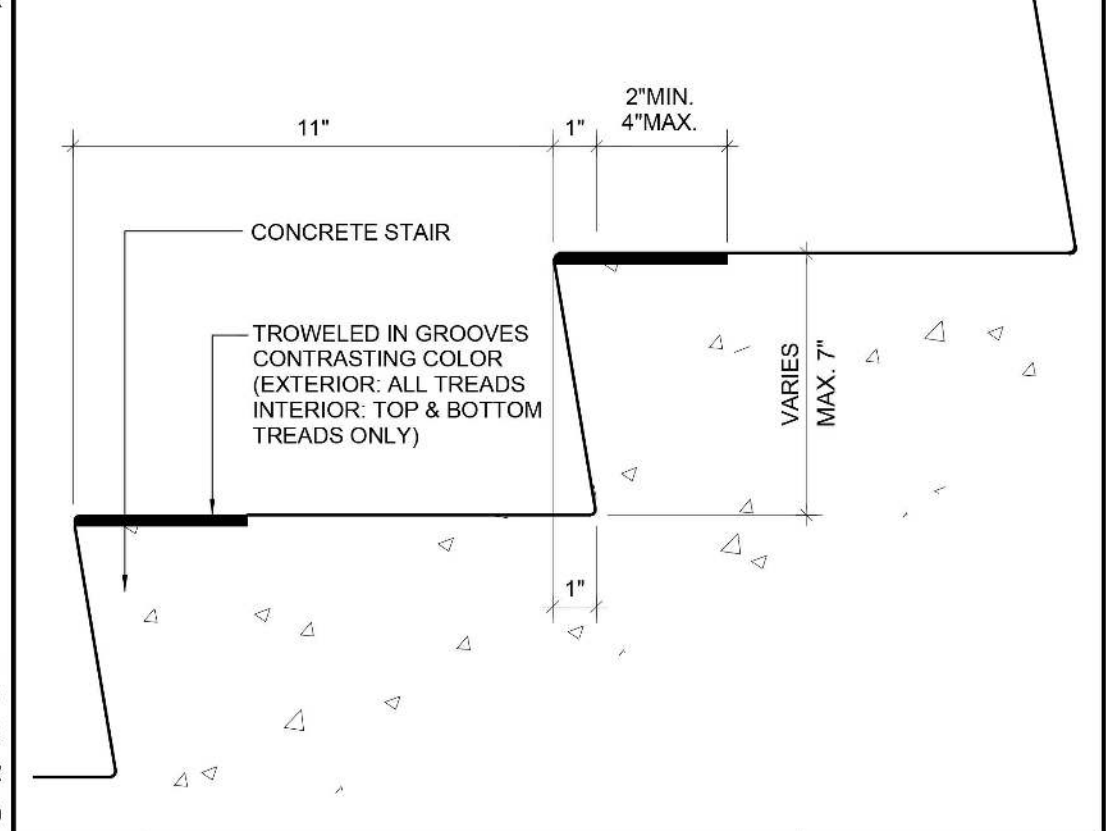 2"MIN.
4"MAX.
11"
1"
CONCRETE STAIR
TROWELED IN GROOVES
CONTRASTING COLOR
(EXTERIOR: ALL TREADS
INTERIOR: TOP & BOTTOM
TREADS ONLY)
VARIES
MAX. 7"
1"